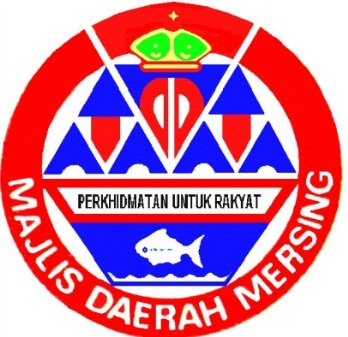 PERKHIDMATAN UNTUK RAKYAT
MAJLIS DAERAH MERSING